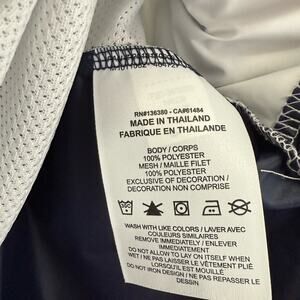 RN#136380 - CA#61484
MADE IN THAILAND
FABRIQUE EN THAILANDE
BODY / CORPS
100% POLYESTER
MESH / MAILLE FILET
100% POLYESTER
EXCLUSIVE OF DECORATION /
DECORATION NON COMPRISE
WASH WITH LIKE COLORS / LAVER AVEC
COULEURS SIMILAIRES
REMOVE IMMEDIATELY / ENLEVER
IMMEDIATEMENT
DO NOT ALLOW TO LAY ON ITSELF WHEN
WET / NE PAS LAISSER LE VÊTEMENT PLIÉ
LORSQU'IL EST MOUILLÉ
DO NOT IRON DESIGN / NE PAS REPASSER LE
DESSIN